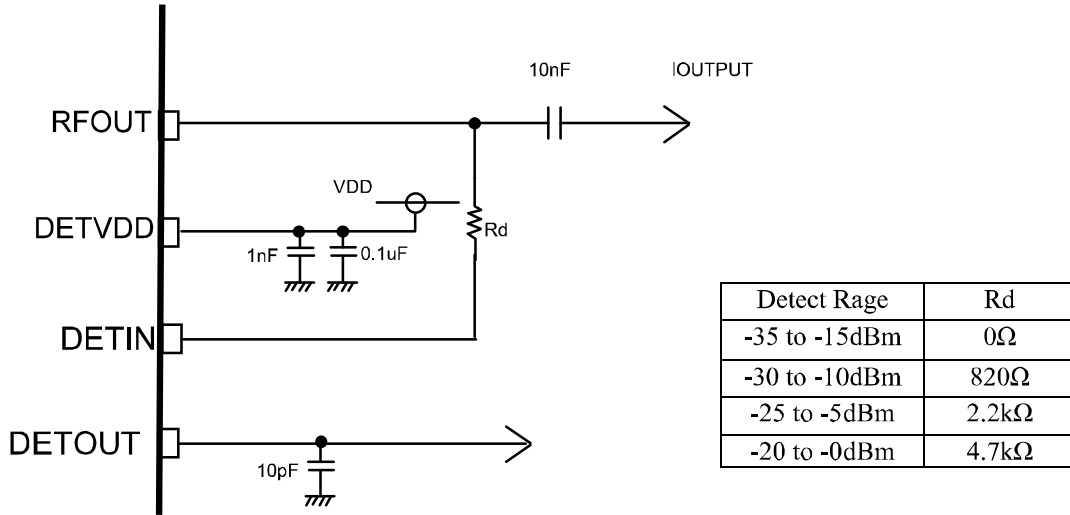 10nF
IOUTPUT
RFOUT
VDD
DETVDD
Rd
1nF
0.1uF
DETIN
DETOUT
10pF
Detect Rage Rd
-35 to -15dBm 0Ω
-30 to -10dBm 820Ω
-25 to -5dBm 2.2kΩ
-20 to -0dBm 4.7kΩ